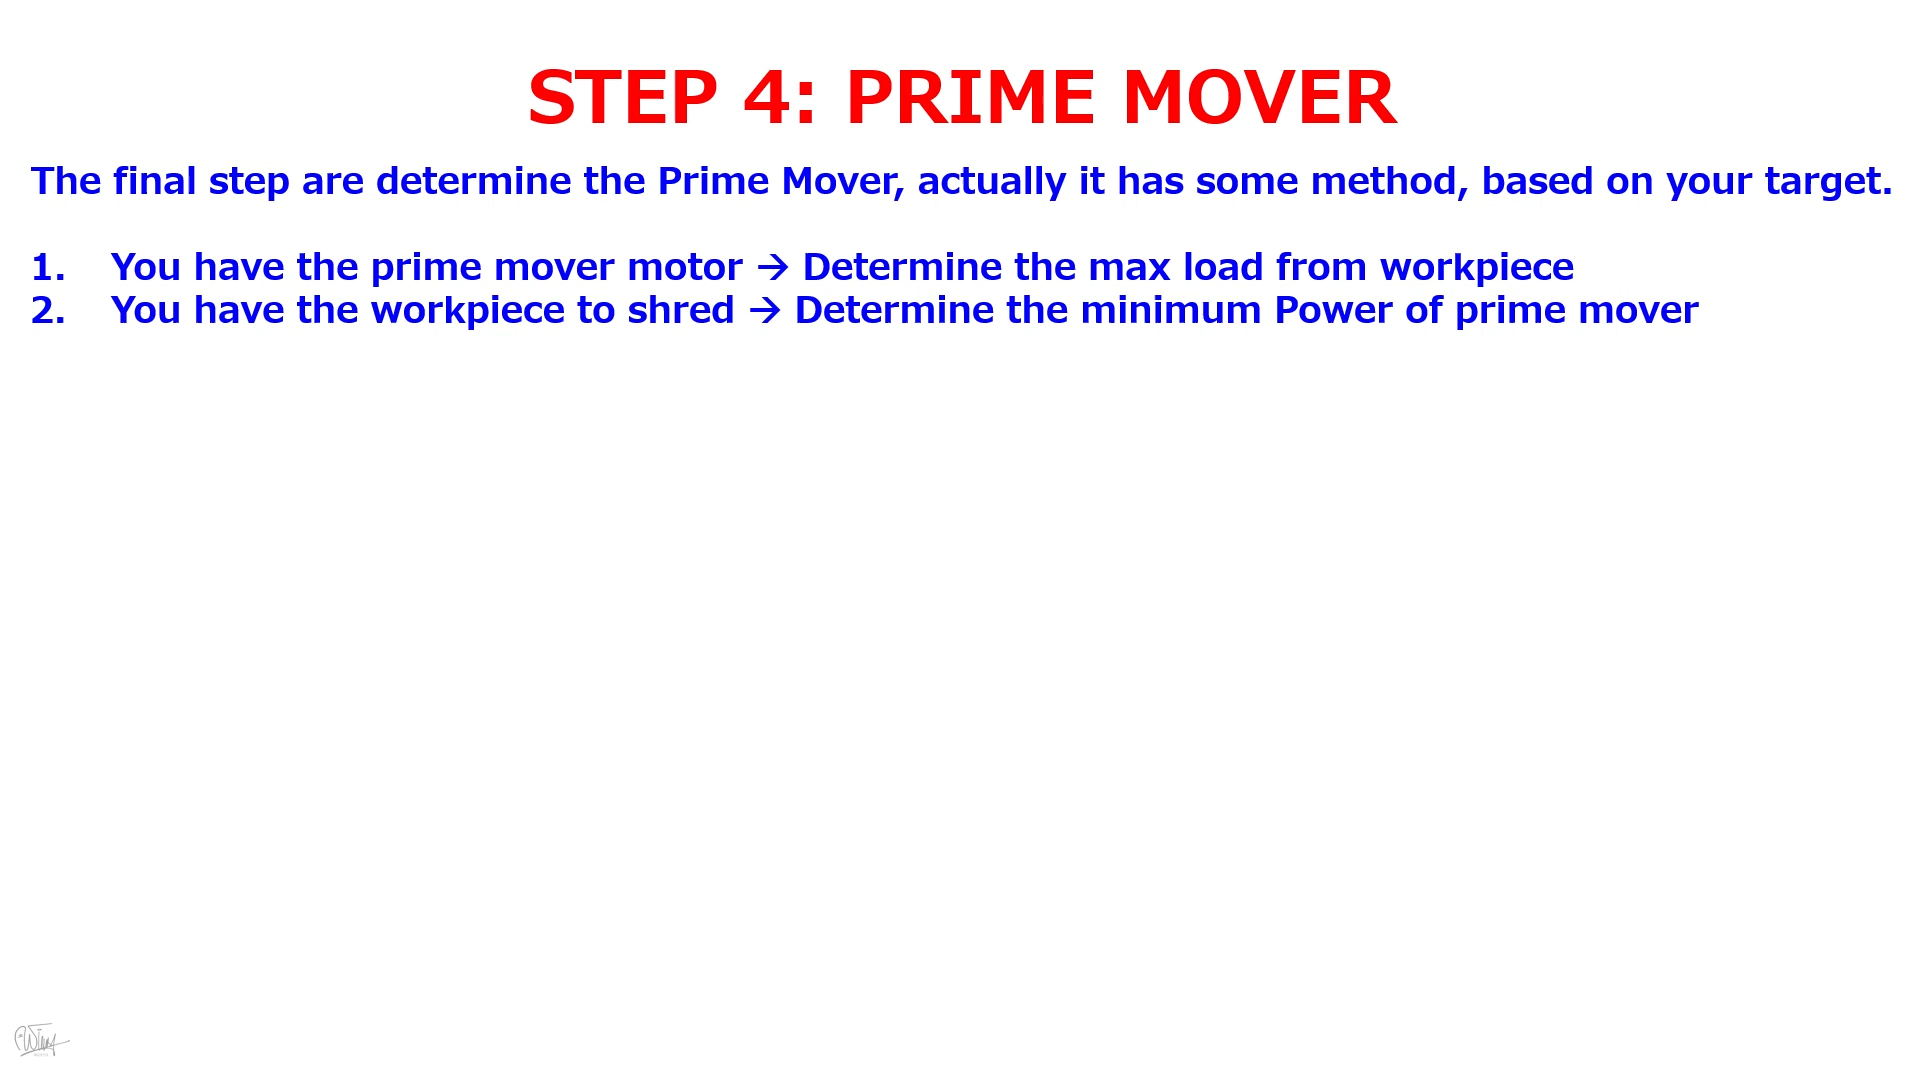 STEP 4: PRIME MOVER
The final step are determine the Prime Mover, actually it has some method, based on your target.
1. You have the prime mover motor → Determine the max load from workpiece
2. You have the workpiece to shred → Determine the minimum Power of prime mover